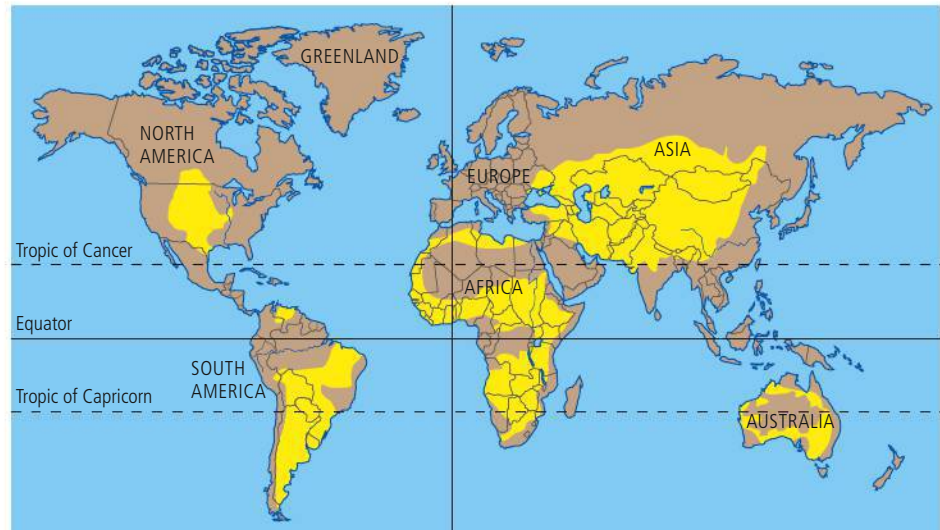 GREENLAND
NORTH
AMERICA
ASIA
EUROPE
Tropic of Cancer
AFRICA
Equator
SOUTH
AMERICA
Tropic of Capricorn
AUSTRALIA